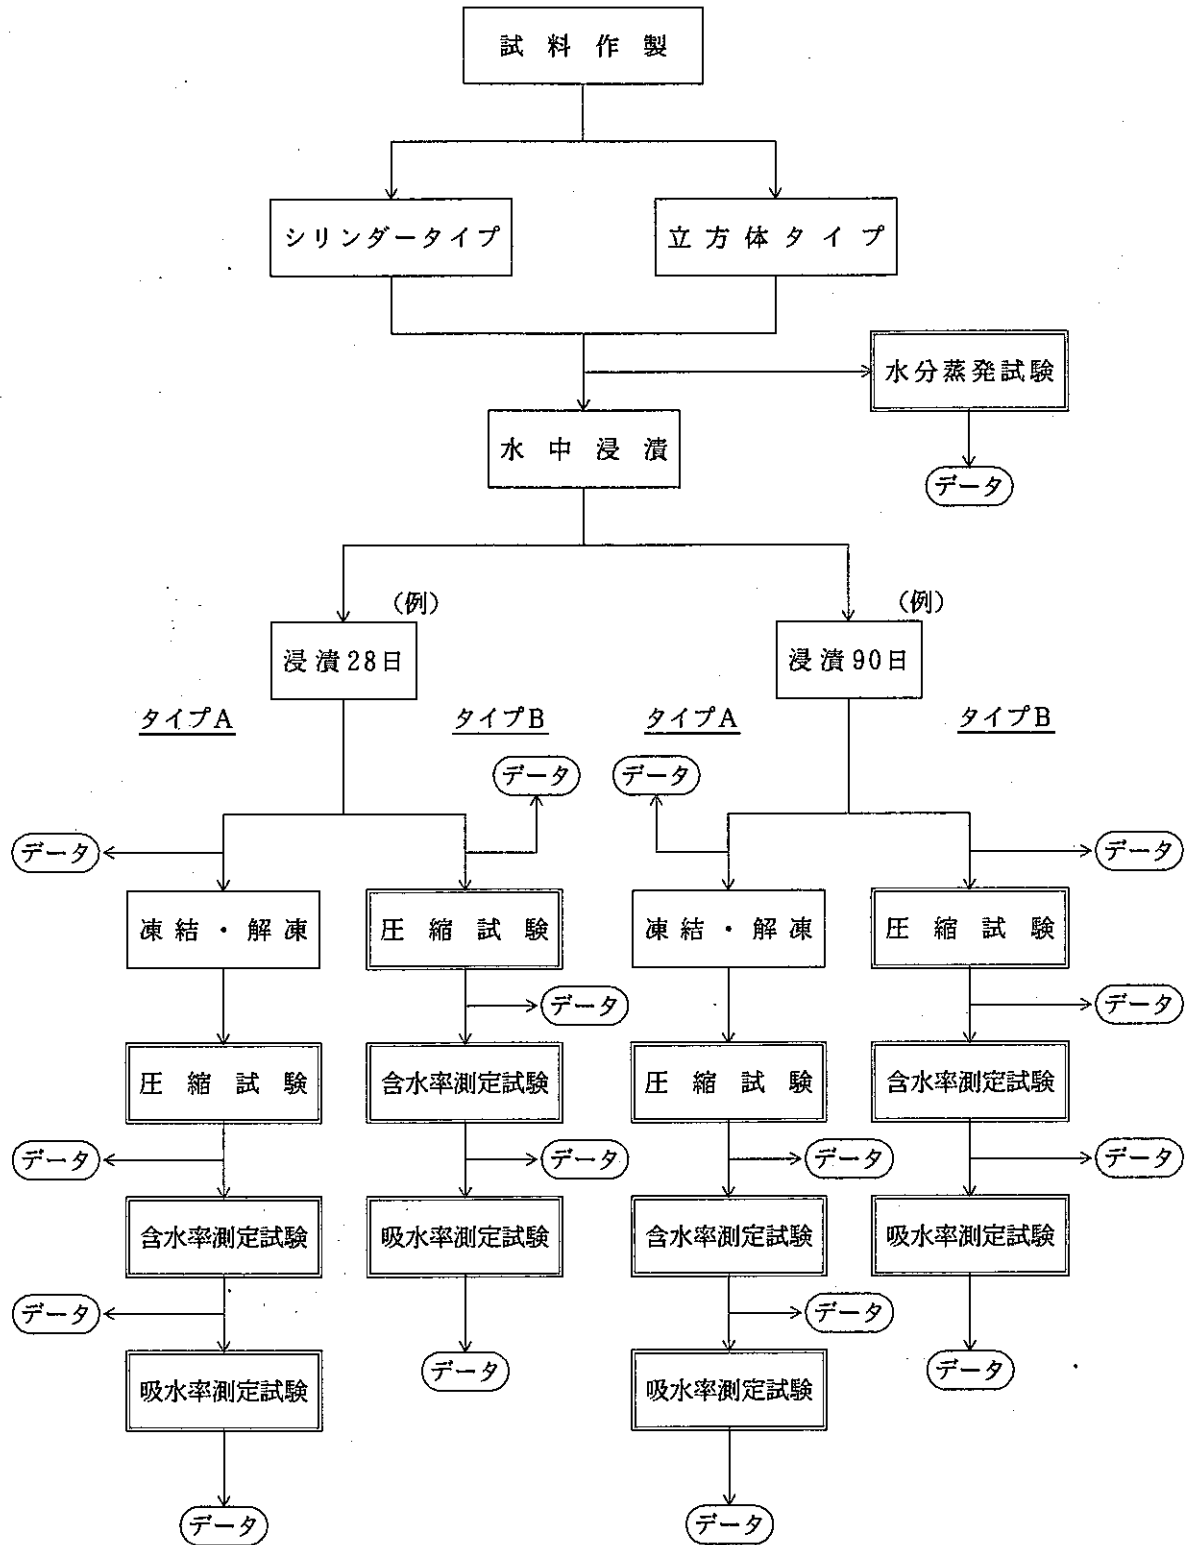 試料作製
シリンダータイプ
立方体タイプ
水分蒸発試験
水中浸漬
データ
(例)
(例)
浸漬28日
浸漬90日
タイプA
タイプB
タイプA
タイプB
データ
データ
データ
データ
凍結・解凍
圧縮試験
凍結・解凍
圧縮試験
データ
データ
圧縮試験
含水率測定試験
圧縮試験
含水率測定試験
データ
データ
データ
データ
含水率測定試験
吸水率測定試験
含水率測定試験
吸水率測定試験
データ
データ
吸水率測定試験
データ
吸水率測定試験
データ
データ
データ